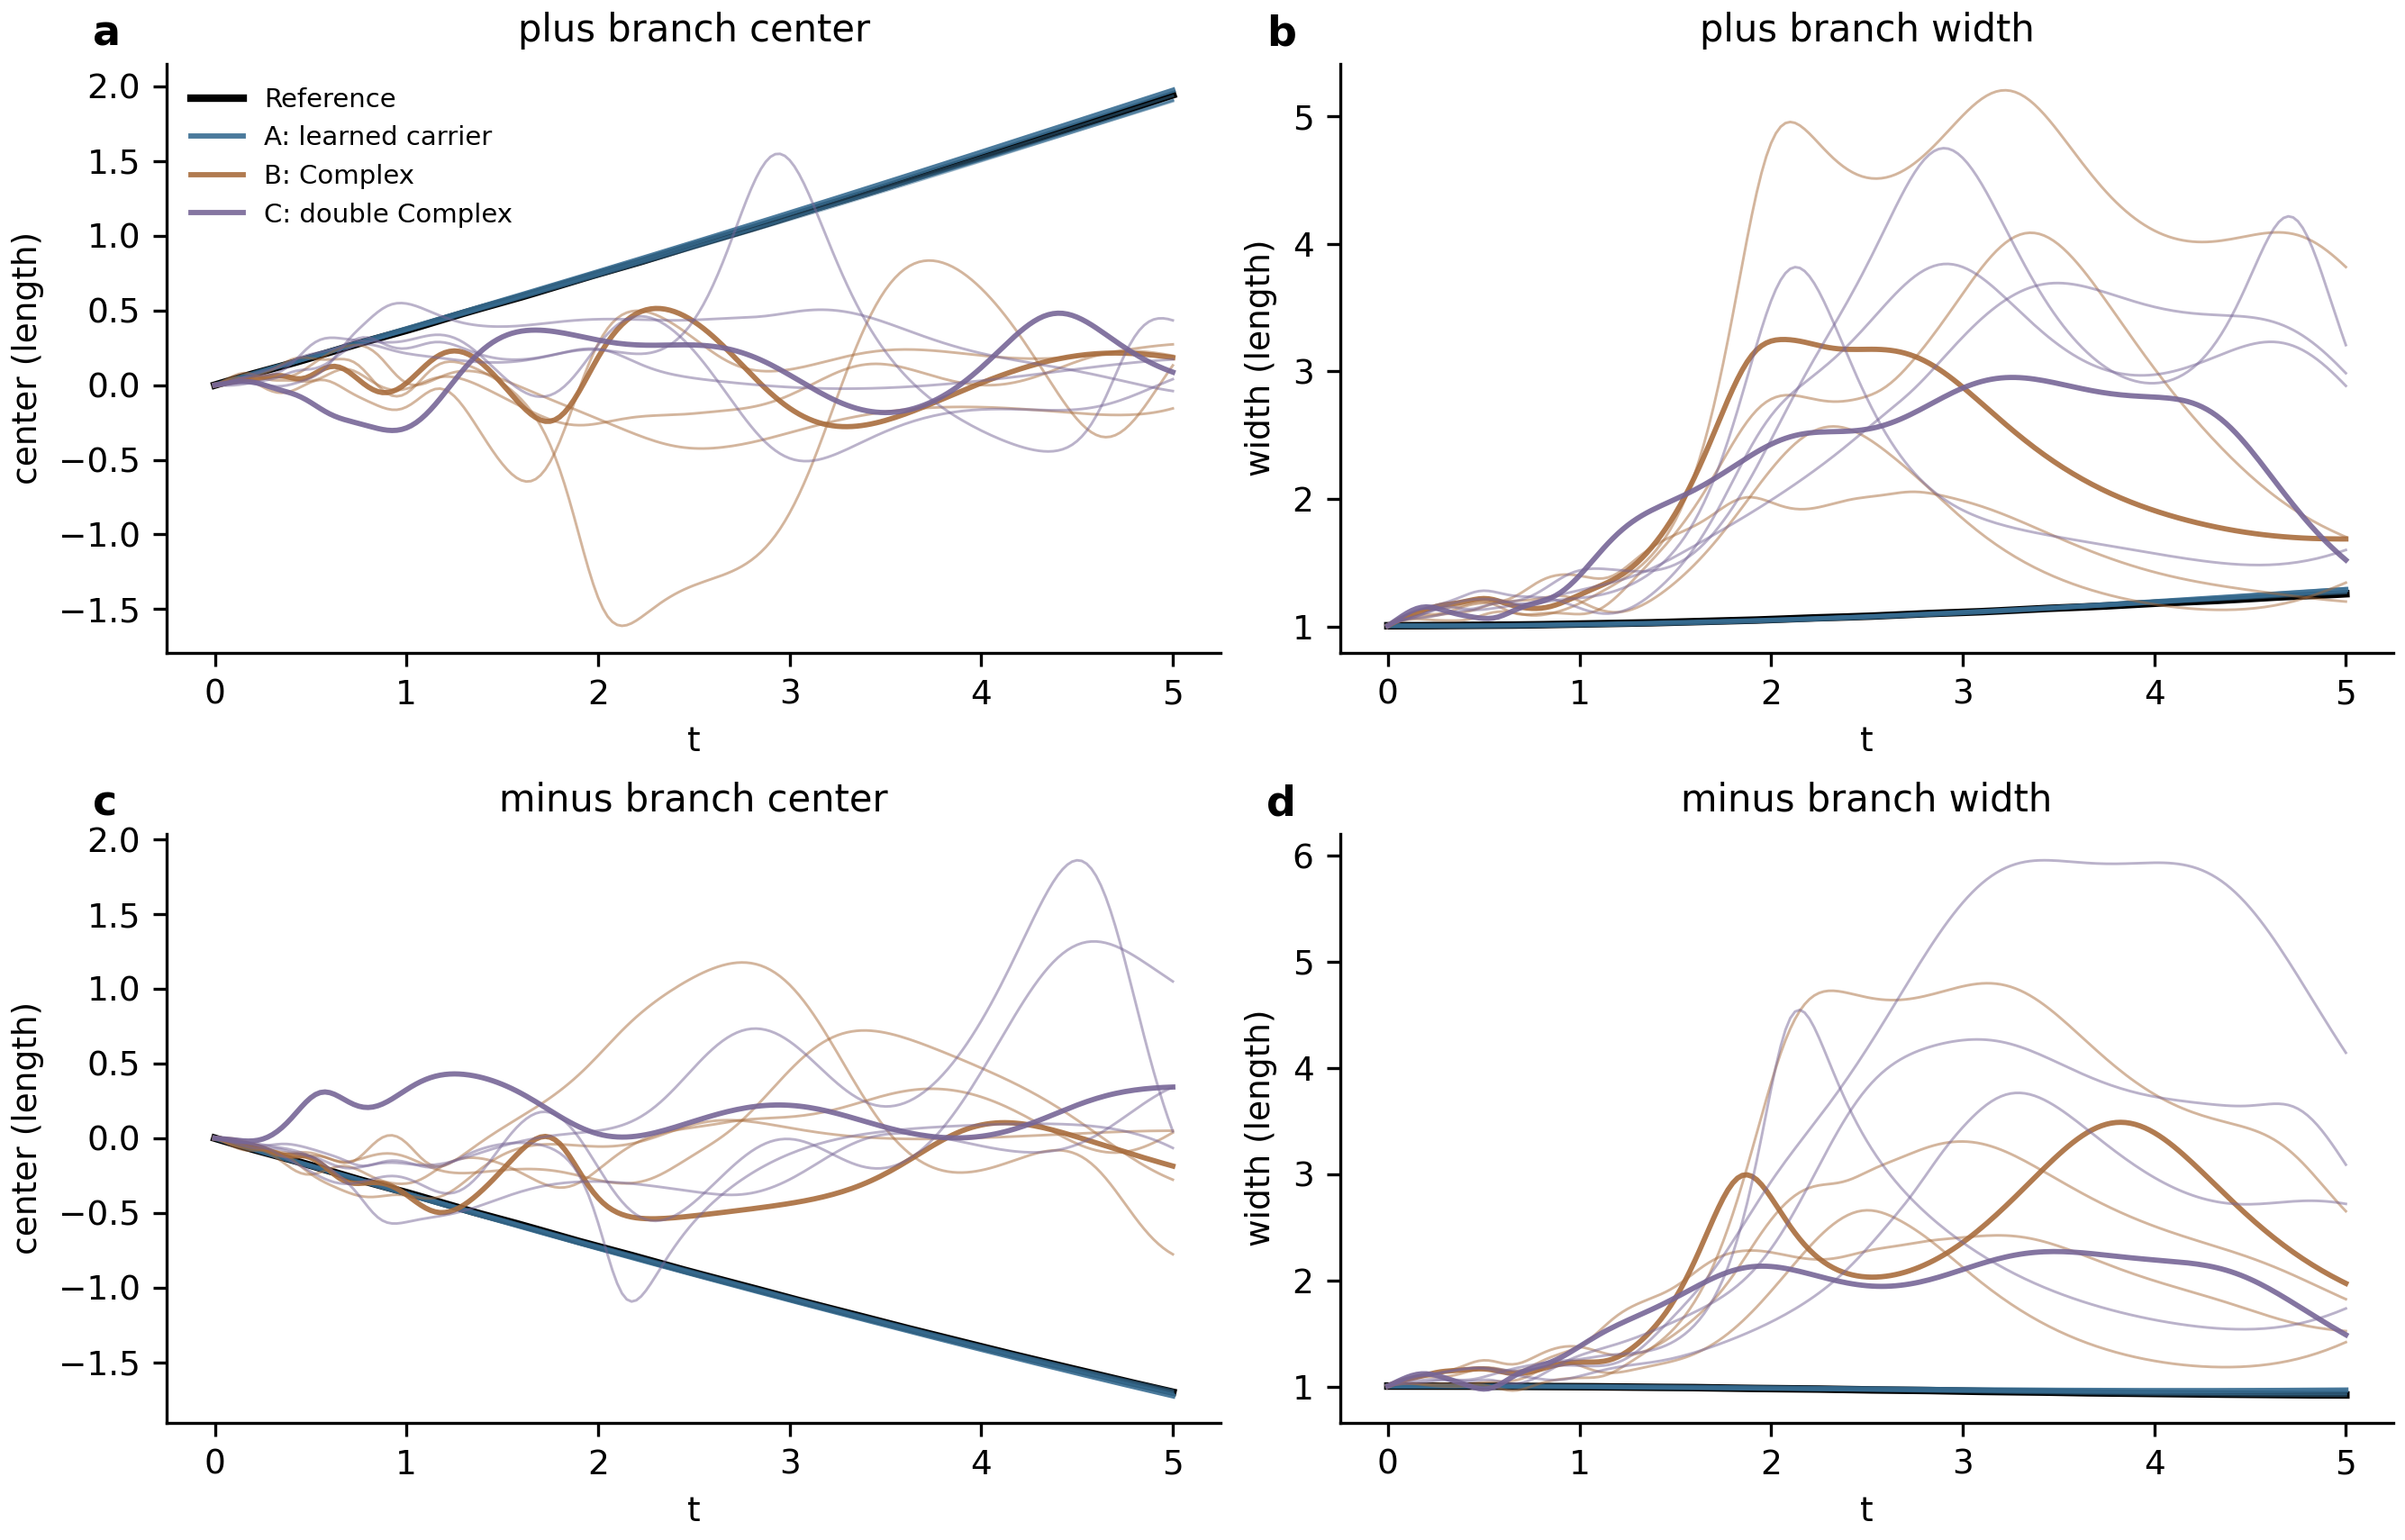 a
plus branch center
Reference
A: learned carrier
B: Complex
C: double Complex
center (length)
2.0
1.5
1.0
0.5
0.0
−0.5
−1.0
−1.5
0 1 2 3 4 5
t
b
plus branch width
width (length)
5
4
3
2
1
0 1 2 3 4 5
t
c
minus branch center
center (length)
2.0
1.5
1.0
0.5
0.0
−0.5
−1.0
−1.5
0 1 2 3 4 5
t
d
minus branch width
width (length)
6
5
4
3
2
1
0 1 2 3 4 5
t